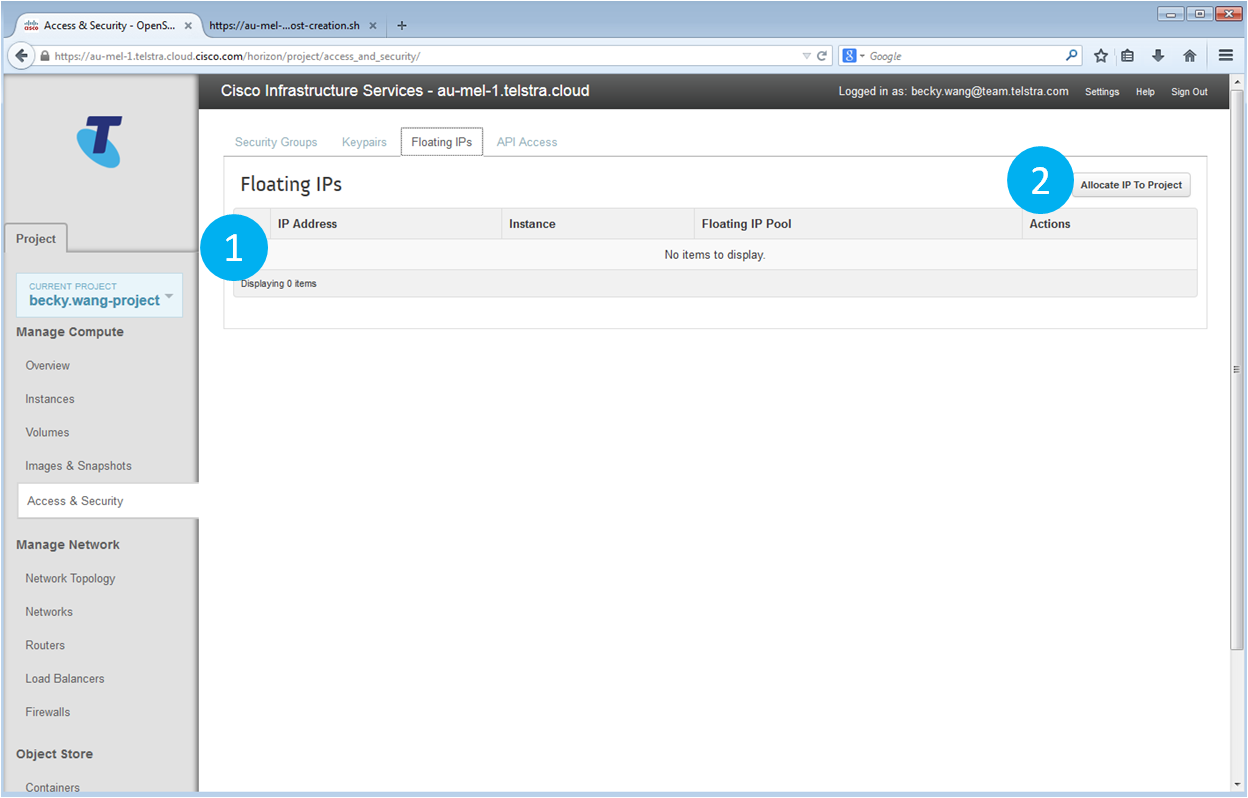 Access & Security - OpenS...
https://au-mel-...ost-creation.sh
https://au-mel-1.telstra.cloud.cisco.com/horizon/project/access_and_security/
Google
Cisco Infrastructure Services - au-mel-1.telstra.cloud
Logged in as: becky.wang@team.telstra.com Settings Help Sign Out
Security Groups Keypairs Floating IPs API Access
Floating IPs
2
Allocate IP To Project
IP Address Instance Floating IP Pool Actions
1
No items to display.
Displaying 0 items
Project
CURRENT PROJECT
becky.wang-project
Manage Compute
Overview
Instances
Volumes
Images & Snapshots
Access & Security
Manage Network
Network Topology
Networks
Routers
Load Balancers
Firewalls
Object Store
Containers